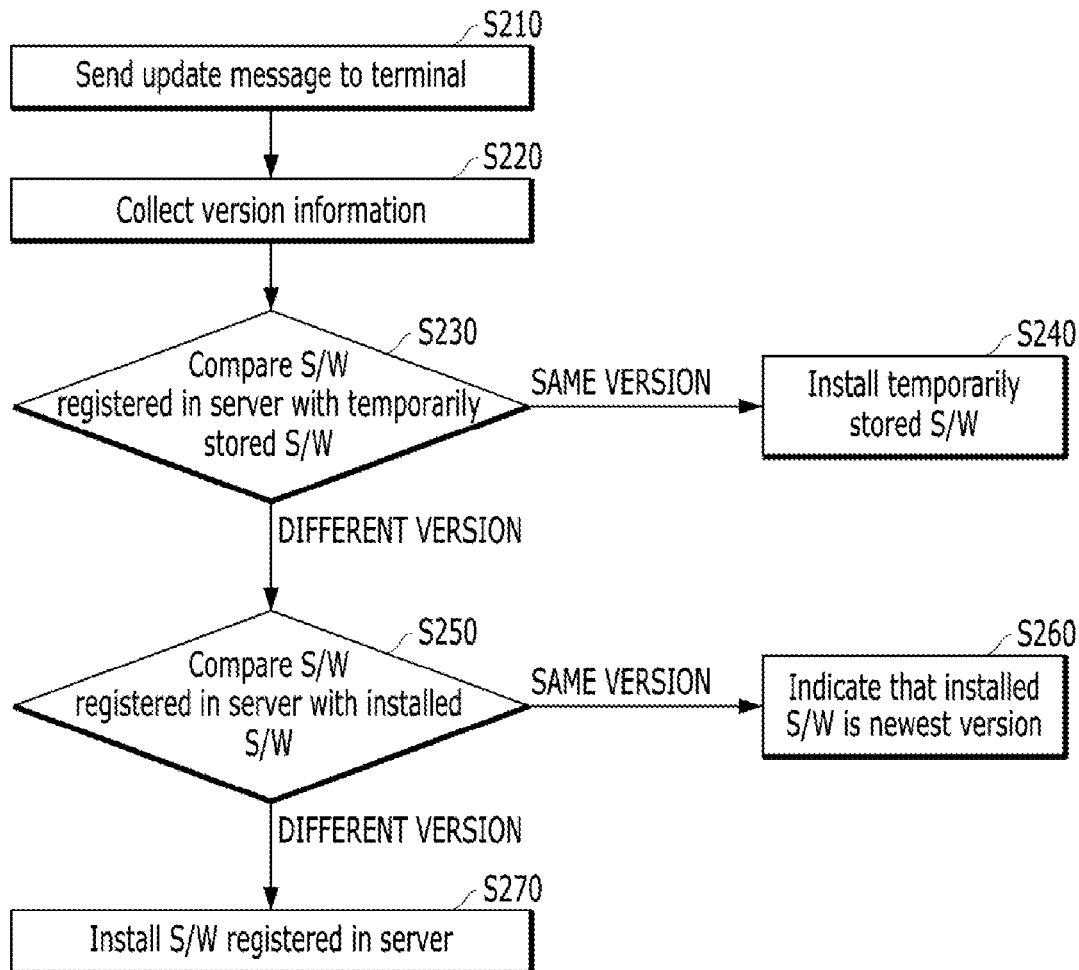 S210
Send update message to terminal
S220
Collect version information
S230
Compare S/W
registered in server with temporarily
stored S/W
SAME VERSION
S240
Install temporarily
stored S/W
DIFFERENT VERSION
S250
Compare S/W
registered in server with installed
S/W
SAME VERSION
S260
Indicate that installed
S/W is newest version
DIFFERENT VERSION
S270
Install S/W registered in server